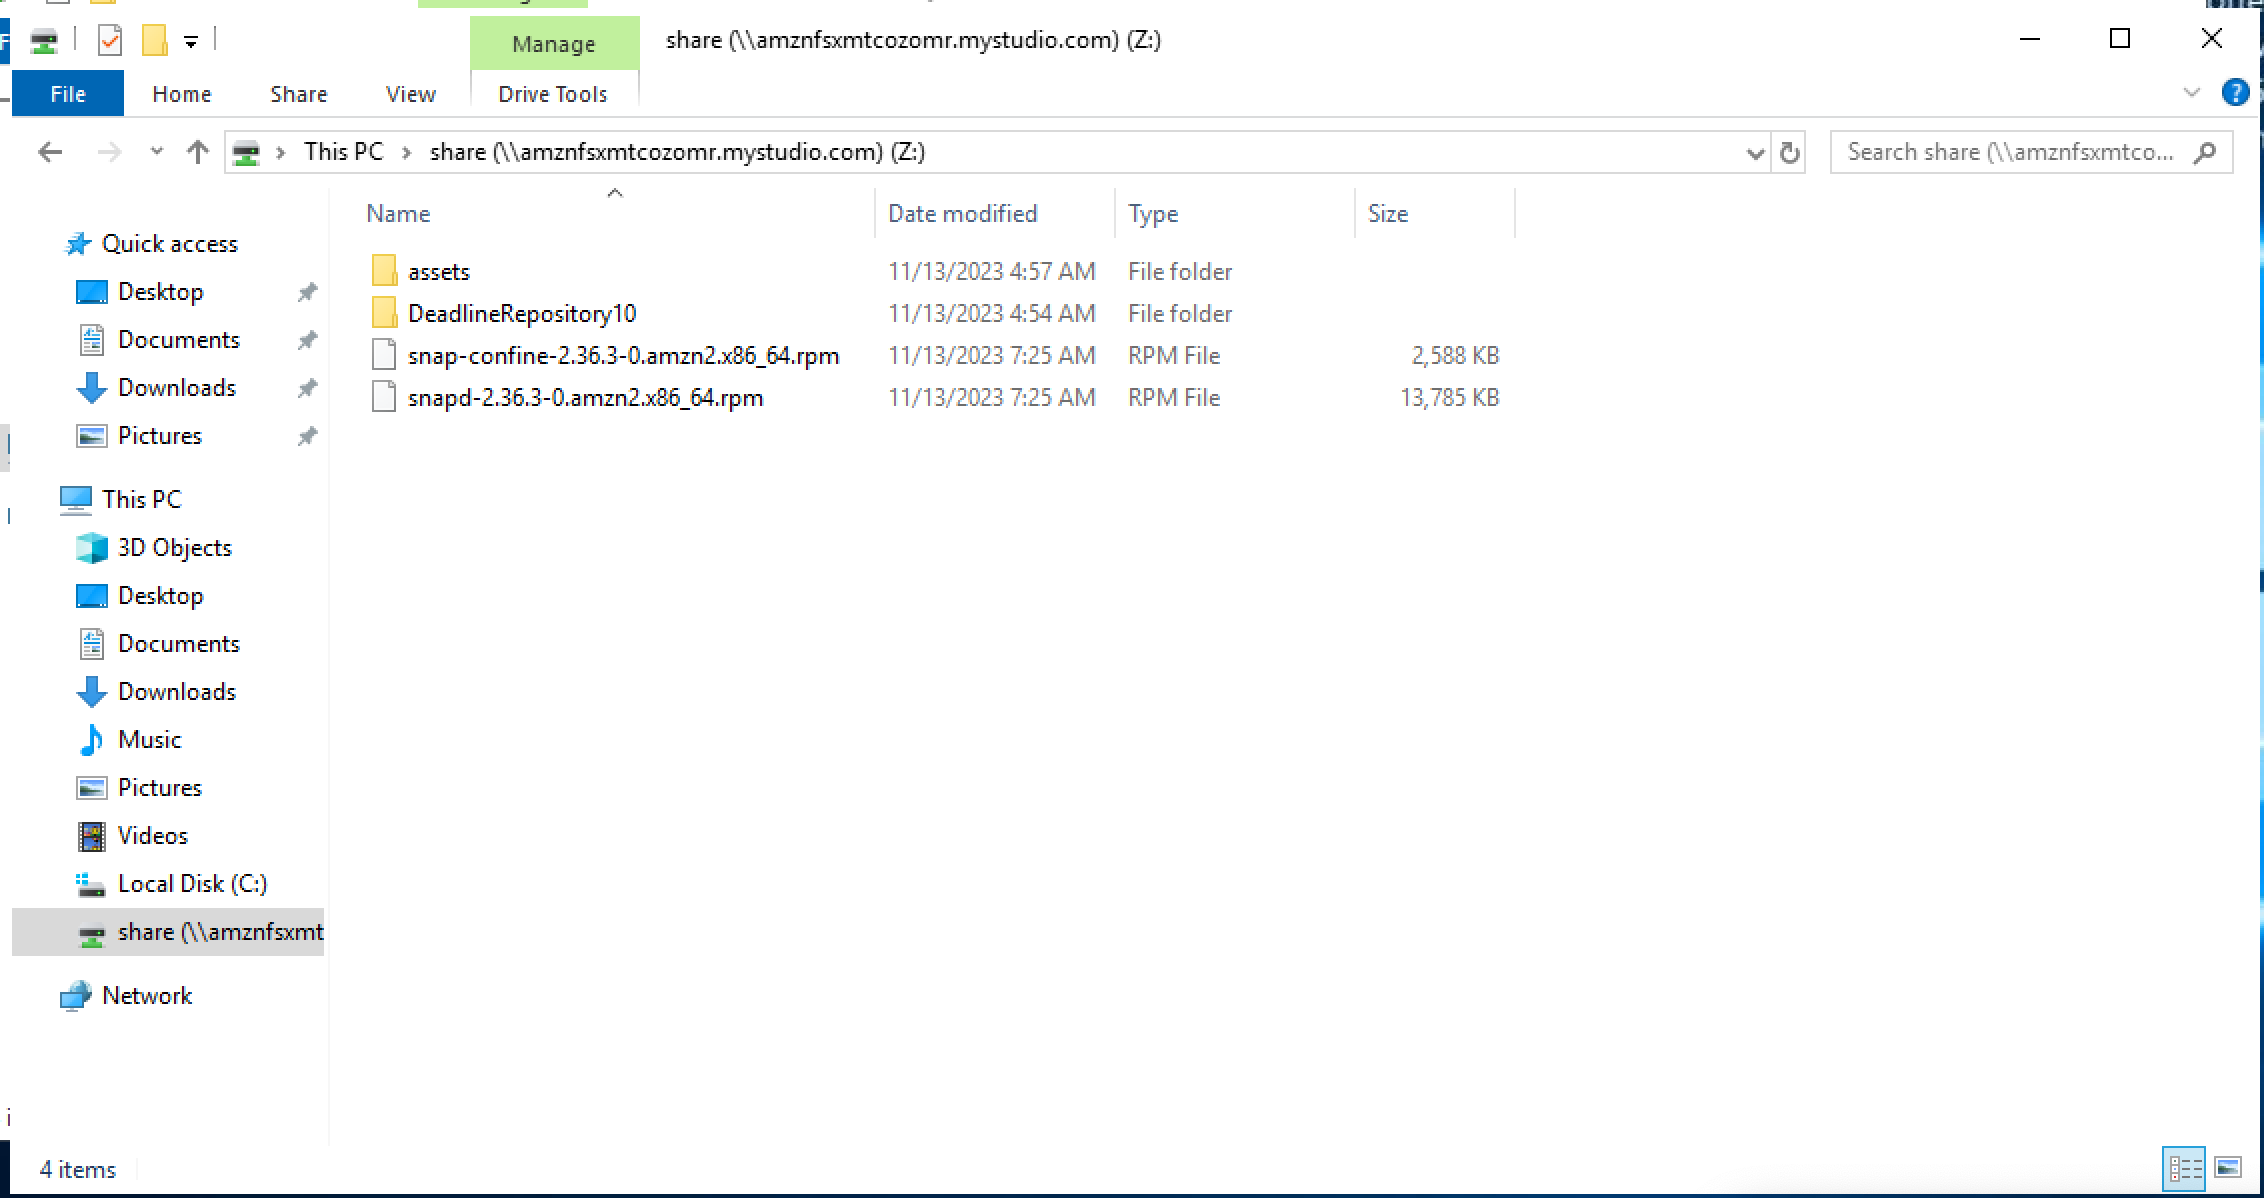 Manage
share (\\amznfsxmtcozomr.mystudio.com) (Z:)
File Home Share View Drive Tools
?
This PC share (\\amznfsxmtcozomr.mystudio.com) (Z:) Search share (\\amznfsxmtco...
Name Date modified Type Size
assets 11/13/2023 4:57 AM File folder
DeadlineRepository10 11/13/2023 4:54 AM File folder
snap-confine-2.36.3-0.amzn2.x86_64.rpm 11/13/2023 7:25 AM RPM File 2,588 KB
snapd-2.36.3-0.amzn2.x86_64.rpm 11/13/2023 7:25 AM RPM File 13,785 KB
Quick access
Desktop
Documents
Downloads
Pictures
This PC
3D Objects
Desktop
Documents
Downloads
Music
Pictures
Videos
Local Disk (C:)
share (\\amznfsxmt
Network
4 items